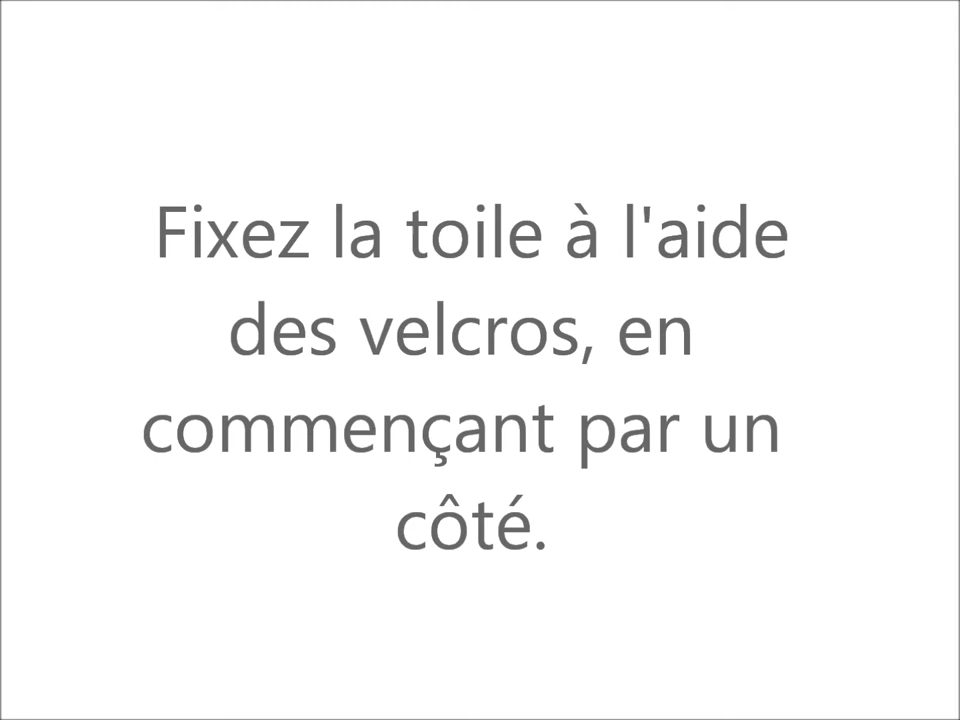 Fixez la toile à l'aide
des velcros, en
commençant par un
côté.